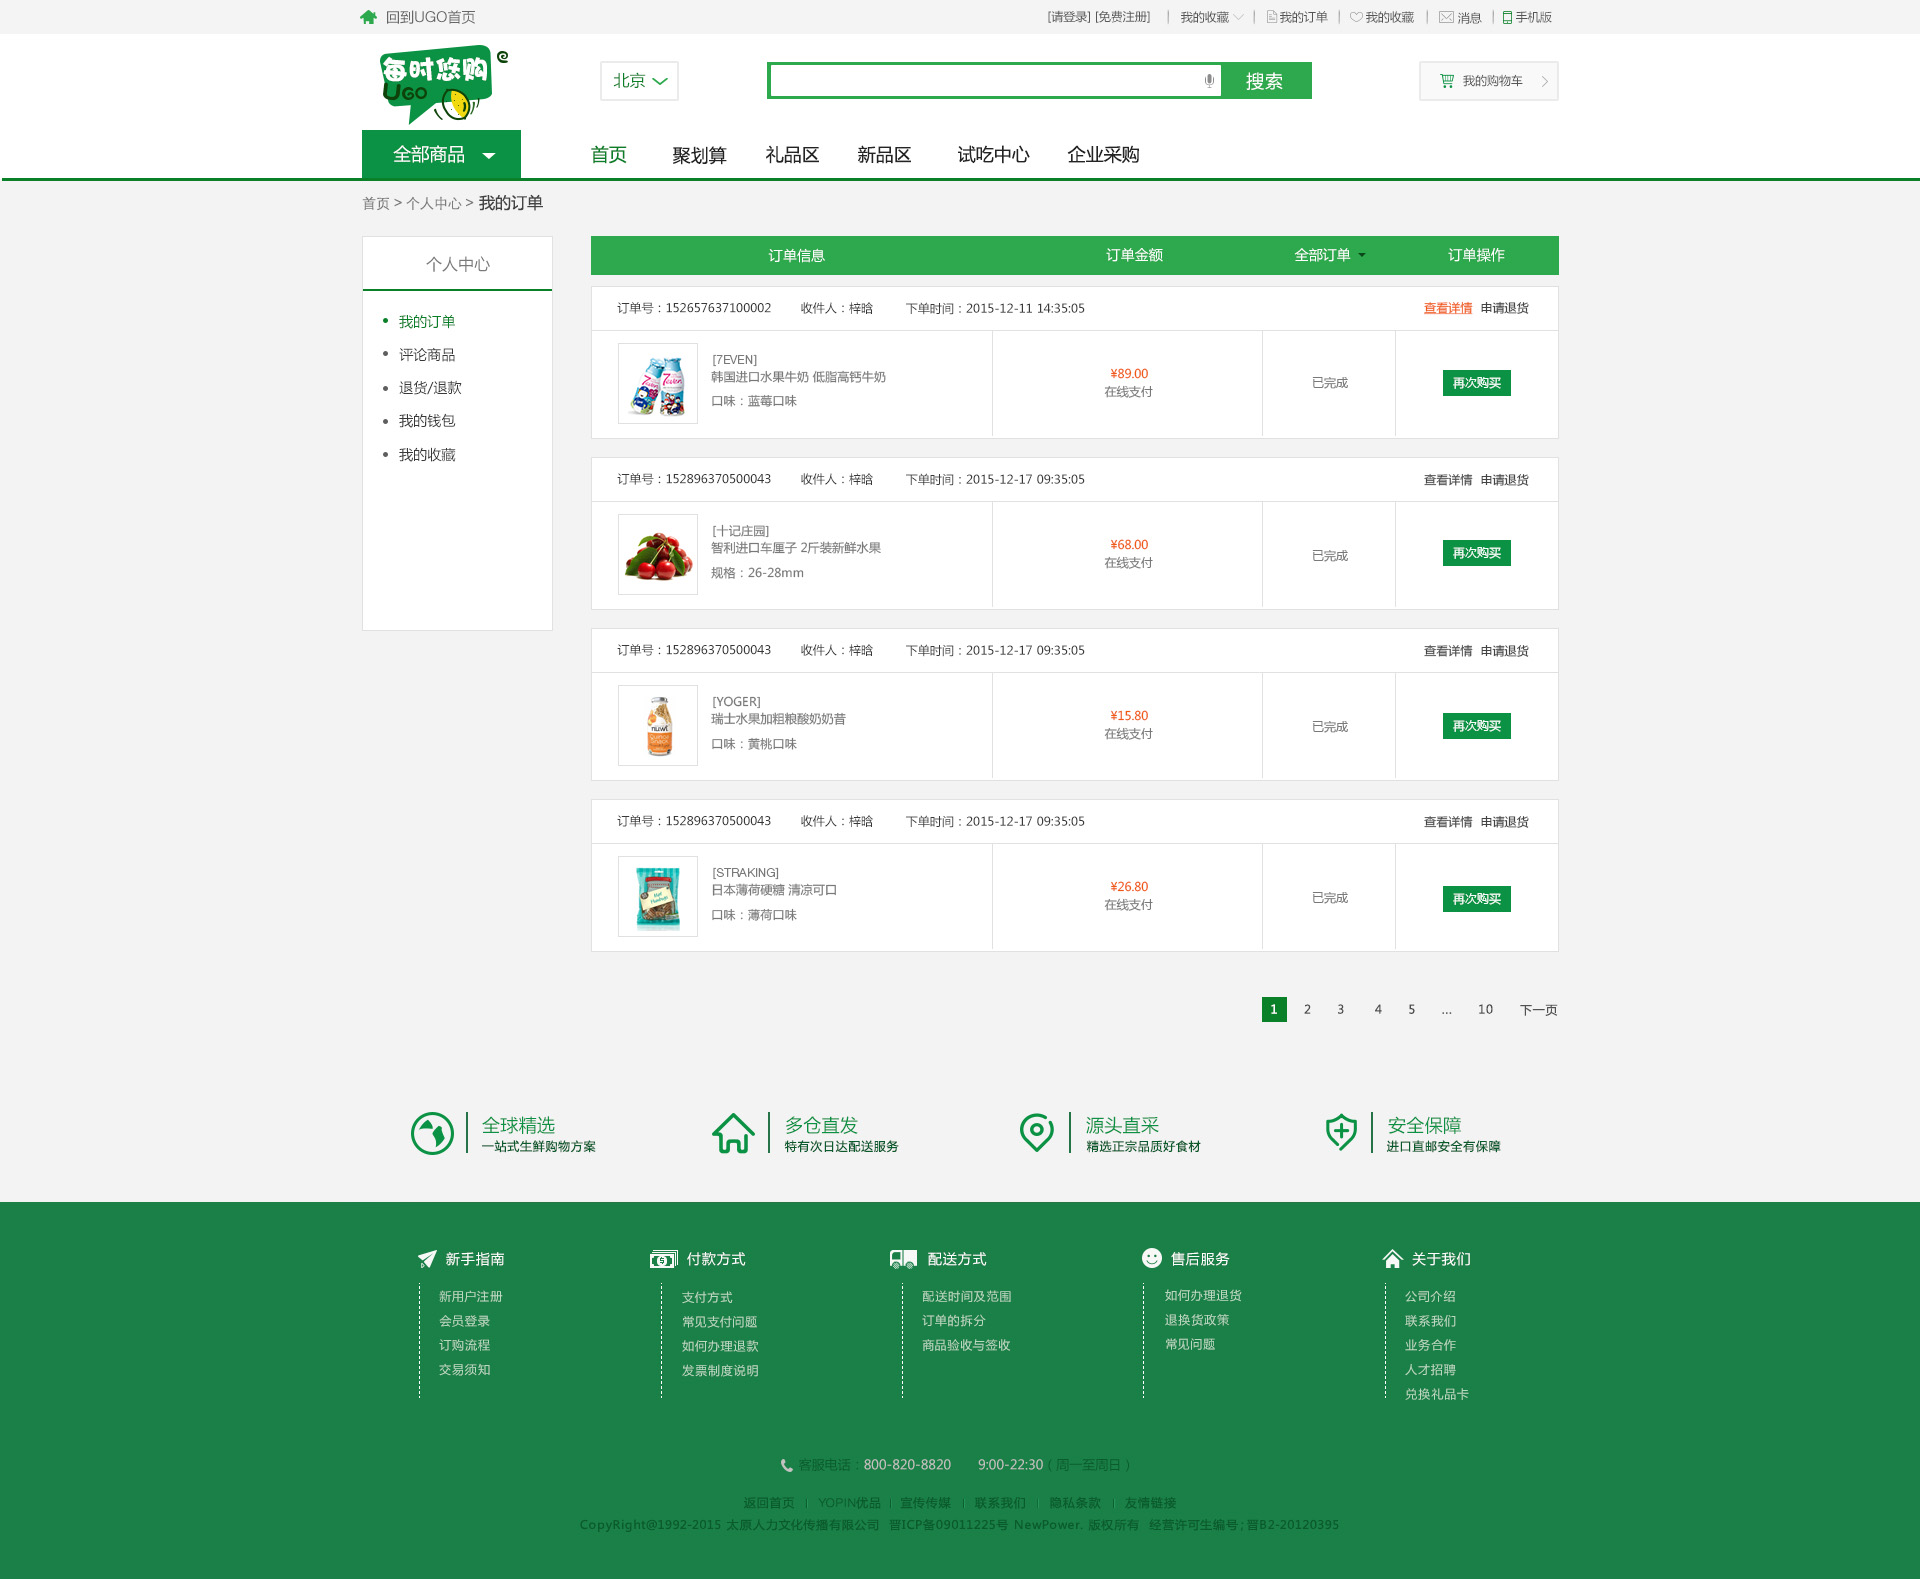 回到UGO首页 [请登录] [免费注册] | 我的收藏 | 我的订单 | 我的收藏 | 消息 | 手机版
每时悠购
UGO
北京
搜索
我的购物车
全部商品 首页 聚划算 礼品区 新品区 试吃中心 企业采购
首页 > 个人中心 > 我的订单
个人中心
我的订单
评论商品
退货/退款
我的钱包
我的收藏
订单信息 订单金额 全部订单 订单操作
订单号：152657637100002 收件人：梓晗 下单时间：2015-12-11 14:35:05 查看详情 申请退货
7even
[7EVEN]
韩国进口水果牛奶 低脂高钙牛奶
口味：蓝莓口味
¥89.00
在线支付
已完成
再次购买
订单号：152896370500043 收件人：梓晗 下单时间：2015-12-17 09:35:05 查看详情 申请退货
[十记庄园]
智利进口车厘子 2斤装新鲜水果
规格：26-28mm
¥68.00
在线支付
已完成
再次购买
订单号：152896370500043 收件人：梓晗 下单时间：2015-12-17 09:35:05 查看详情 申请退货
nuwi
[YOGER]
瑞士水果加粗粮酸奶奶昔
口味：黄桃口味
¥15.80
在线支付
已完成
再次购买
订单号：152896370500043 收件人：梓晗 下单时间：2015-12-17 09:35:05 查看详情 申请退货
[STRAKING]
日本薄荷硬糖 清凉可口
口味：薄荷口味
¥26.80
在线支付
已完成
再次购买
1 2 3 4 5 ... 10 下一页
全球精选
一站式生鲜购物方案
多仓直发
特有次日达配送服务
源头直采
精选正宗品质好食材
安全保障
进口直邮安全有保障
新手指南
新用户注册
会员登录
订购流程
交易须知
付款方式
支付方式
常见支付问题
如何办理退款
发票制度说明
配送方式
配送时间及范围
订单的拆分
商品验收与签收
售后服务
如何办理退货
退换货政策
常见问题
关于我们
公司介绍
联系我们
业务合作
人才招聘
兑换礼品卡
客服电话：800-820-8820 9:00-22:30（周一至周日）
返回首页 | YOPIN优品 | 宣传传媒 | 联系我们 | 隐私条款 | 友情链接
CopyRight@1992-2015 太原人力文化传播有限公司 晋ICP备09011225号 NewPower. 版权所有 经营许可生编号:晋B2-20120395